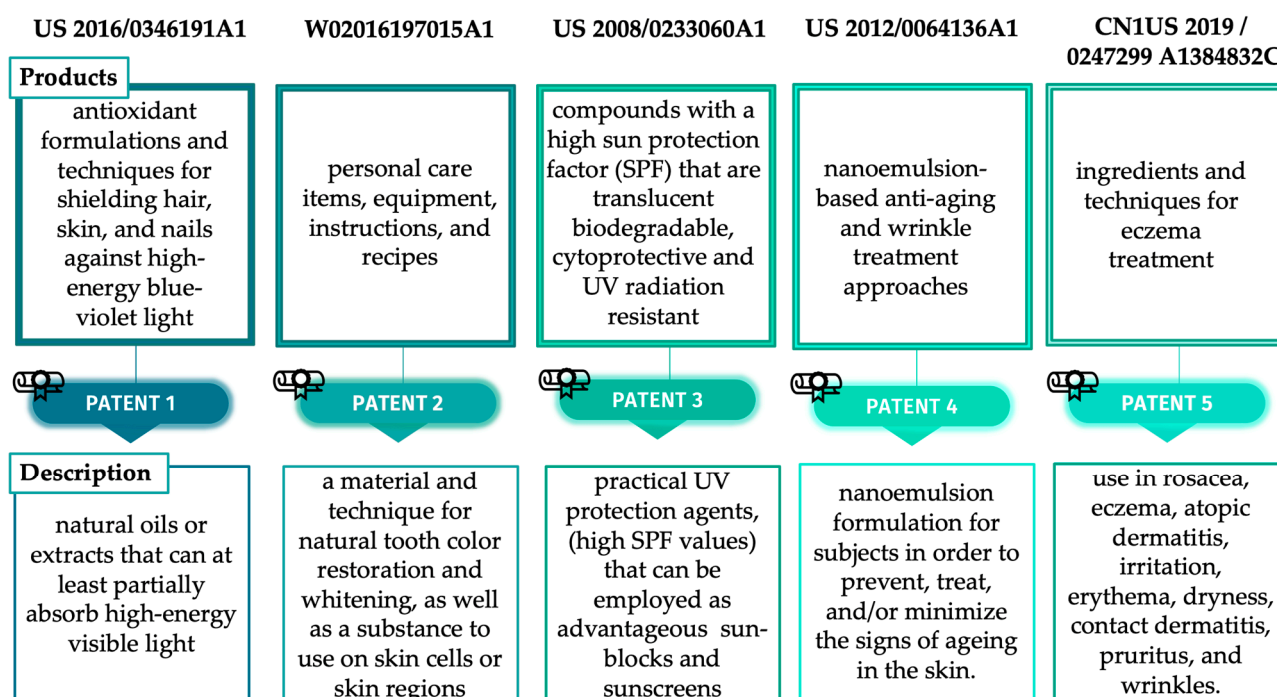 US 2016/0346191A1
W02016197015A1
US 2008/0233060A1
US 2012/0064136A1
CN1US 2019 /
0247299 A1384832C
Products
antioxidant
formulations and
techniques for
shielding hair,
skin, and nails
against high-
energy blue-
violet light
personal care
items, equipment,
instructions, and
recipes
compounds with a
high sun protection
factor (SPF) that are
translucent
biodegradable,
cytoprotective and
UV radiation
resistant
nanoemulsion-
based anti-aging
and wrinkle
treatment
approaches
ingredients and
techniques for
eczema
treatment
PATENT 1
PATENT 2
PATENT 3
PATENT 4
PATENT 5
Description
natural oils or
extracts that can at
least partially
absorb high-energy
visible light
a material and
technique for
natural tooth color
restoration and
whitening, as well
as a substance to
use on skin cells or
skin regions
practical UV
protection agents,
(high SPF values)
that can be
employed as
advantageous sun-
blocks and
sunscreens
nanoemulsion
formulation for
subjects in order to
prevent, treat,
and/or minimize
the signs of ageing
in the skin.
use in rosacea,
eczema, atopic
dermatitis,
irritation,
erythema, dryness,
contact dermatitis,
pruritus, and
wrinkles.